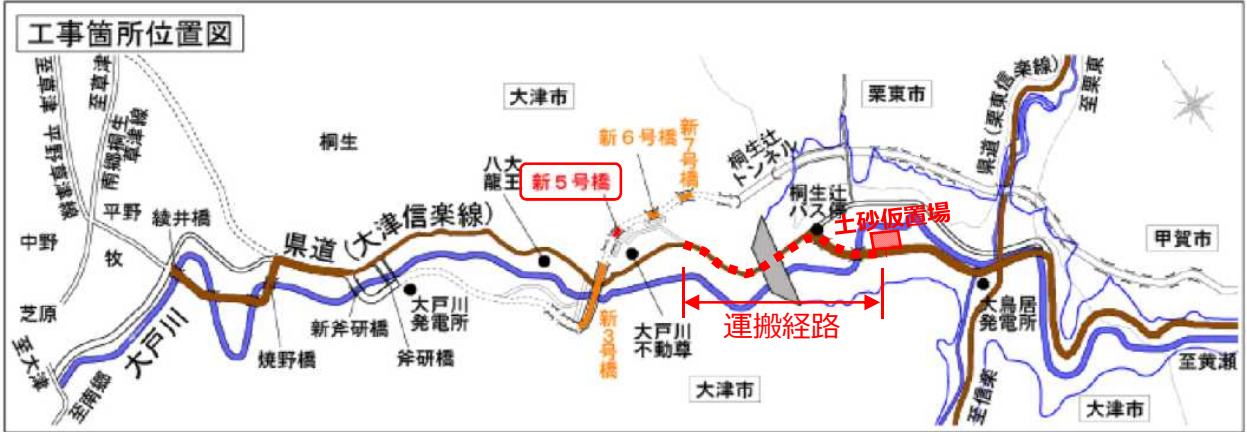 工事箇所位置図
至草津
平野草津線
至草津
南郷桐生
草津線
桐生
大津市
新6号橋
新7号橋
桐生辻
トンネル
栗東市
県道(栗東信楽線)
至栗東
八大
龍王
新5号橋
桐生辻
バス停
土砂仮置場
甲賀市
中野
平野
牧
綾井橋
県道(大津信楽線)
芝原
至大津
大戸川
至南郷
焼野橋
新斧研橋
斧研橋
大戸川
発電所
新3号橋
大戸川
不動尊
運搬経路
大鳥居
発電所
至信楽
至黄瀬
大津市
大津市